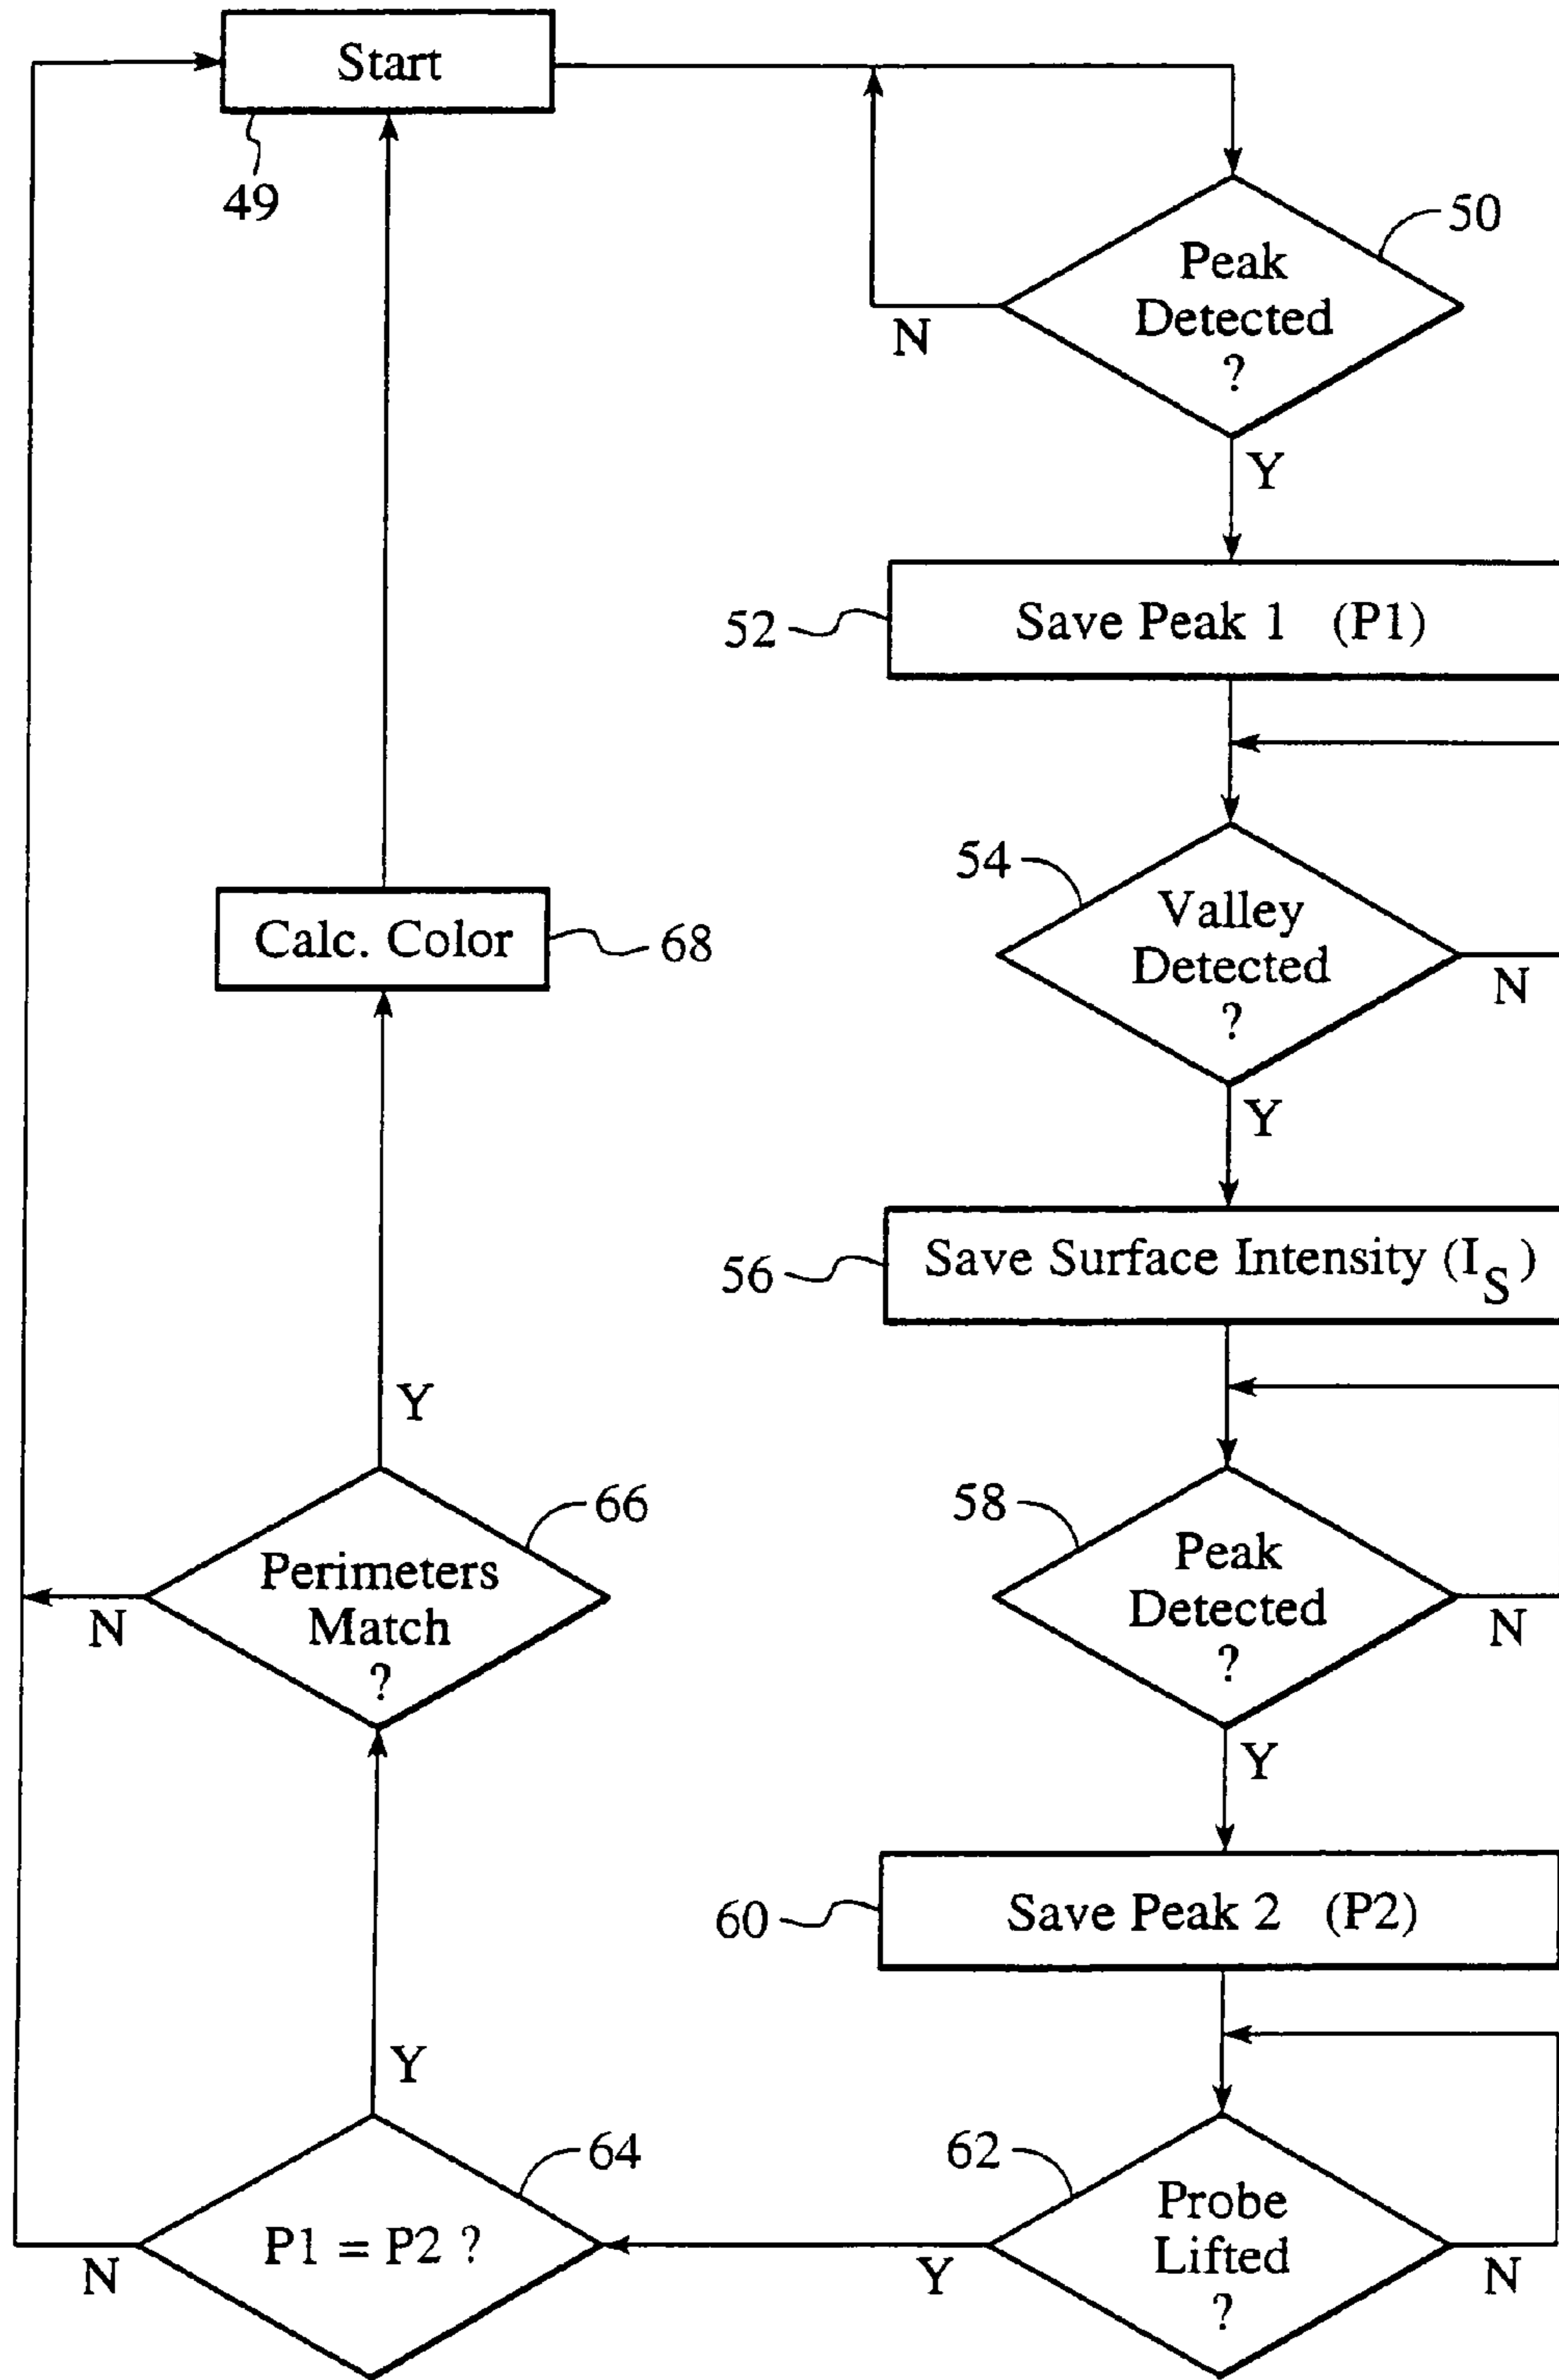 Start
49
Peak
Detected
?
50
N
Y
52
Save Peak 1 (P1)
54
Valley
Detected
?
N
Y
56
Save Surface Intensity (I_S)
58
Peak
Detected
?
N
Y
60
Save Peak 2 (P2)
62
Probe
Lifted
?
N
Y
64
P1 = P2 ?
N
Y
66
Perimeters
Match
?
N
Y
Calc. Color
68